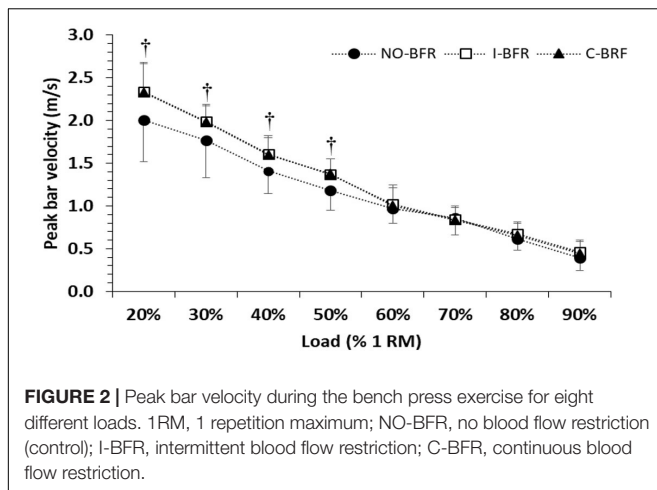 NO-BFR I-BFR C-BRF
3.0
2.5
2.0
1.5
1.0
0.5
0.0
Peak bar velocity (m/s)
† † † †
20% 30% 40% 50% 60% 70% 80% 90%
Load (% 1 RM)
FIGURE 2 | Peak bar velocity during the bench press exercise for eight
different loads. 1RM, 1 repetition maximum; NO-BFR, no blood flow restriction
(control); I-BFR, intermittent blood flow restriction; C-BFR, continuous blood
flow restriction.